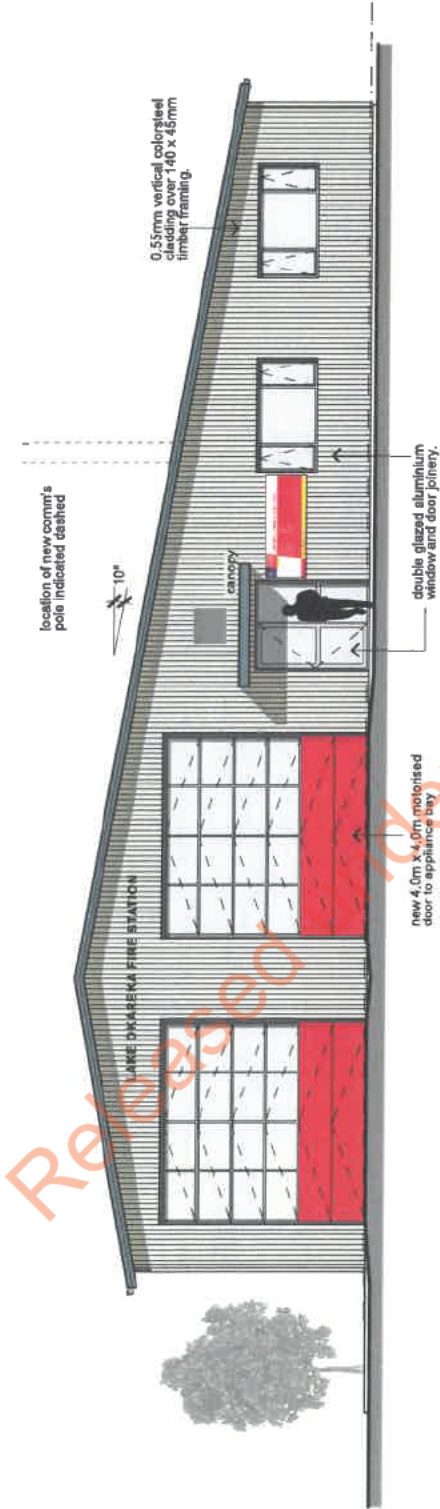 location of new comm's
pole indicated dashed
10°
0.55mm vertical colorsteel
cladding over 140 x 45mm
timber framing.
LAKE OKAREKA FIRE STATION
canopy
new 4.0m x 4.0m motorised
door to appliance bay
double glazed aluminium
window and door joinery.
Released